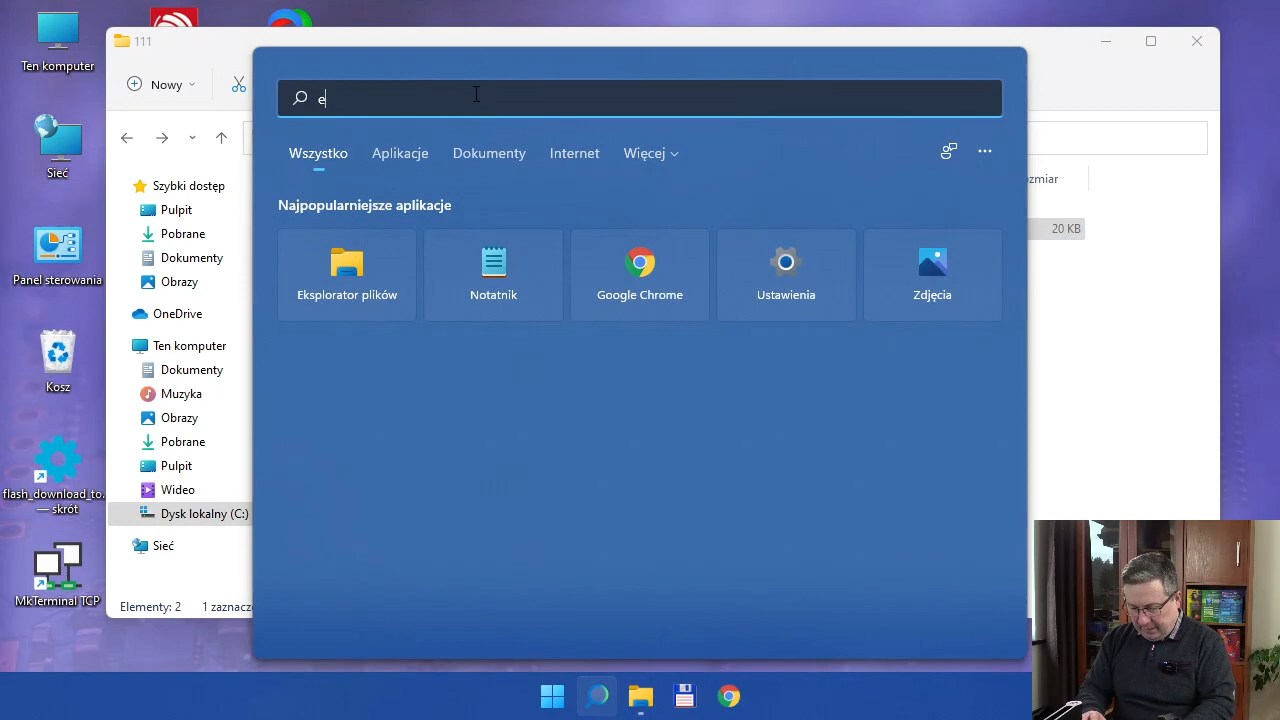 Ten komputer
Sieć
Panel sterowania
Kosz
flash_download_to...
— skrót
MkTerminal TCP
111
Nowy
Szybki dostęp
Pulpit
Pobrane
Dokumenty
Obrazy
OneDrive
Ten komputer
Dokumenty
Muzyka
Obrazy
Pobrane
Pulpit
Wideo
Dysk lokalny (C:)
Sieć
Elementy: 2 1 zaznacz
20 KB
e
Wszystko Aplikacje Dokumenty Internet Więcej
Najpopularniejsze aplikacje
Eksplorator plików Notatnik Google Chrome Ustawienia Zdjęcia